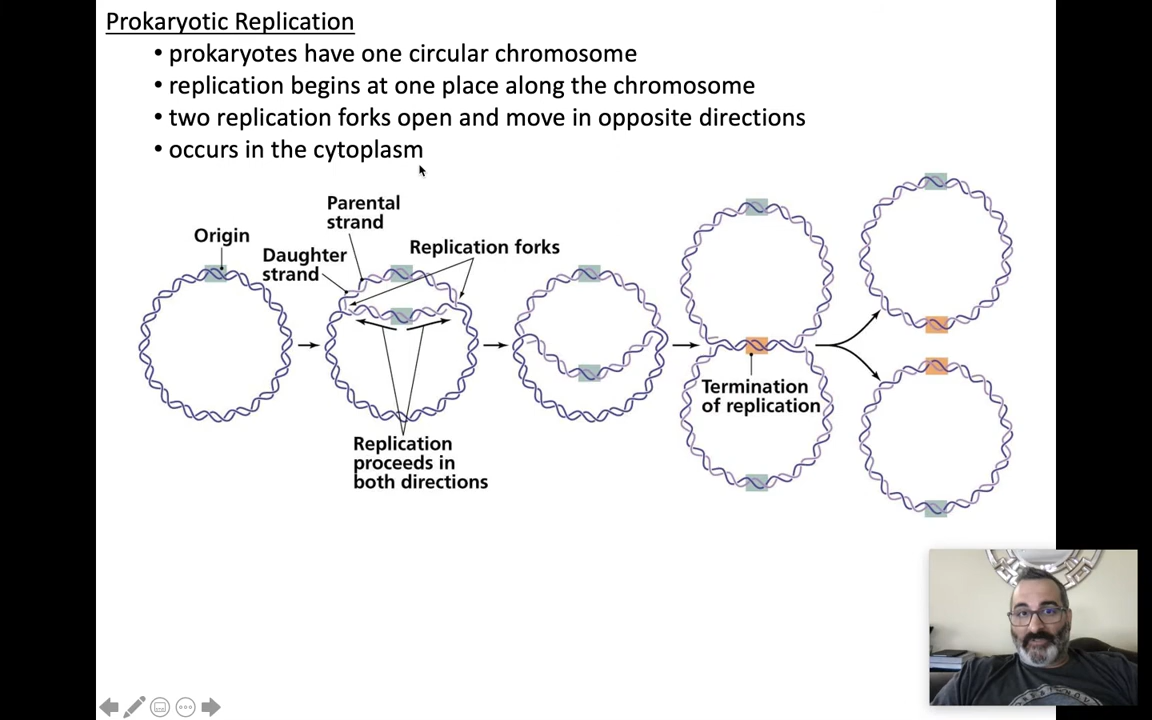 Prokaryotic Replication
• prokaryotes have one circular chromosome
• replication begins at one place along the chromosome
• two replication forks open and move in opposite directions
• occurs in the cytoplasm
Parental
strand
Origin
Daughter
strand
Replication forks
Termination
of replication
Replication
proceeds in
both directions